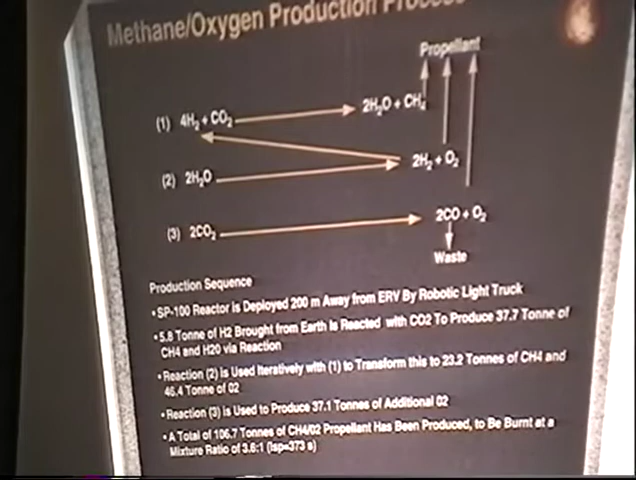 Methane/Oxygen Production Process
Propellant
(1) 4H₂ + CO₂ → 2H₂O + CH₄
(2) 2H₂O → 2H₂ + O₂
(3) 2CO₂ → 2CO + O₂
Waste
Production Sequence
• SP-100 Reactor is Deployed 200 m Away from ERV By Robotic Light Truck
• 5.8 Tonne of H2 Brought from Earth is Reacted with CO2 To Produce 37.7 Tonne of
CH4 and H20 via Reaction
• Reaction (2) is Used Iteratively with (1) to Transform this to 23.2 Tonnes of CH4 and
46.4 Tonne of 02
• Reaction (3) is Used to Produce 37.1 Tonnes of Additional 02
• A Total of 106.7 Tonnes of CH4/02 Propellant Has Been Produced, to Be Burnt at a
Mixture Ratio of 3.6:1 (Isp=373 s)